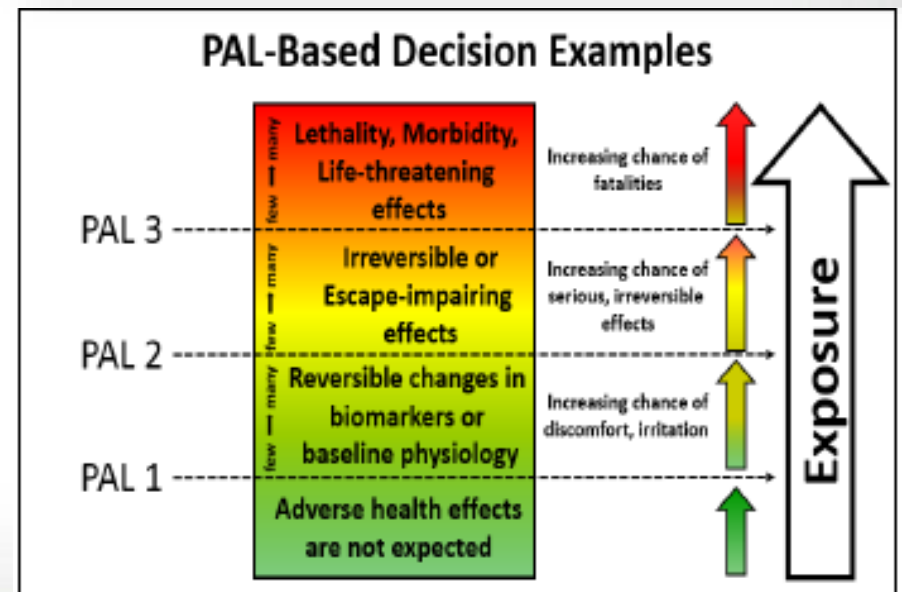 PAL-Based Decision Examples
few — many
Lethality, Morbidity,
Life-threatening
effects
Increasing chance of
fatalities
PAL 3
few — many
Irreversible or
Escape-impairing
effects
Increasing chance of
serious, irreversible
effects
PAL 2
few — many
Reversible changes in
biomarkers or
baseline physiology
Increasing chance of
discomfort, irritation
PAL 1
Adverse health effects
are not expected
Exposure